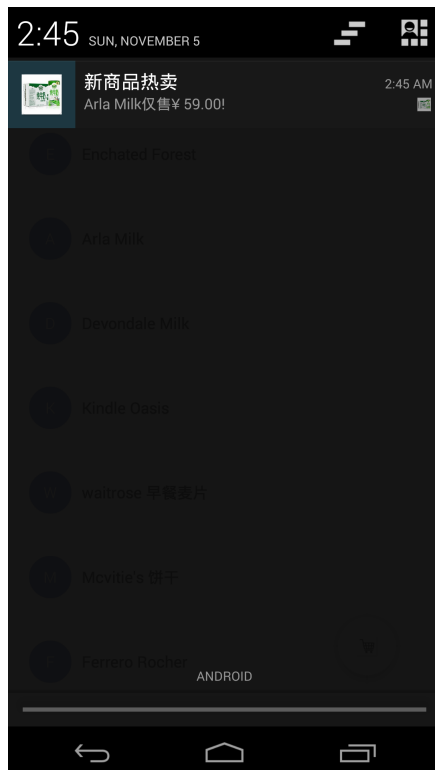 2:45 SUN, NOVEMBER 5
新商品热卖 2:45 AM
Arla Milk仅售¥ 59.00!
E Enchated Forest
A Arla Milk
D Devondale Milk
K Kindle Oasis
W waitrose 早餐麦片
M Mcvitie's 饼干
F Ferrero Rocher
ANDROID